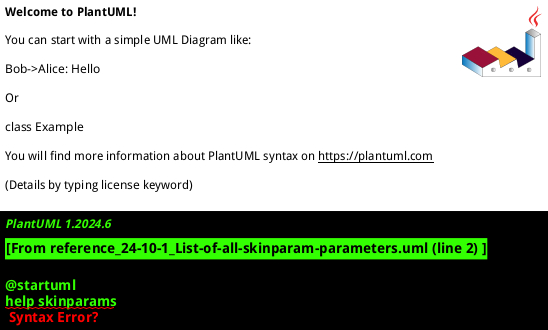 Welcome to PlantUML!
You can start with a simple UML Diagram like:
Bob->Alice: Hello
Or
class Example
You will find more information about PlantUML syntax on https://plantuml.com
(Details by typing license keyword)
PlantUML 1.2024.6
[From reference_24-10-1_List-of-all-skinparam-parameters.uml (line 2) ]
@startuml
help skinparams
Syntax Error?